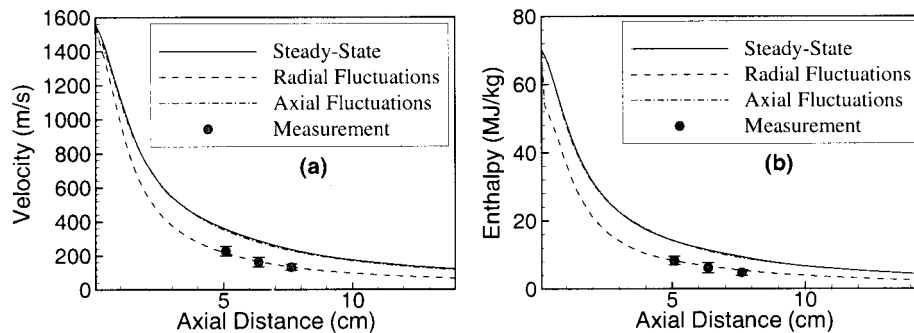 1600
1400
1200
1000
800
600
400
200
0
Velocity (m/s)
Steady-State
Radial Fluctuations
Axial Fluctuations
Measurement
(a)
5
10
Axial Distance (cm)
80
60
40
20
0
Enthalpy (MJ/kg)
Steady-State
Radial Fluctuations
Axial Fluctuations
Measurement
(b)
5
10
Axial Distance (cm)